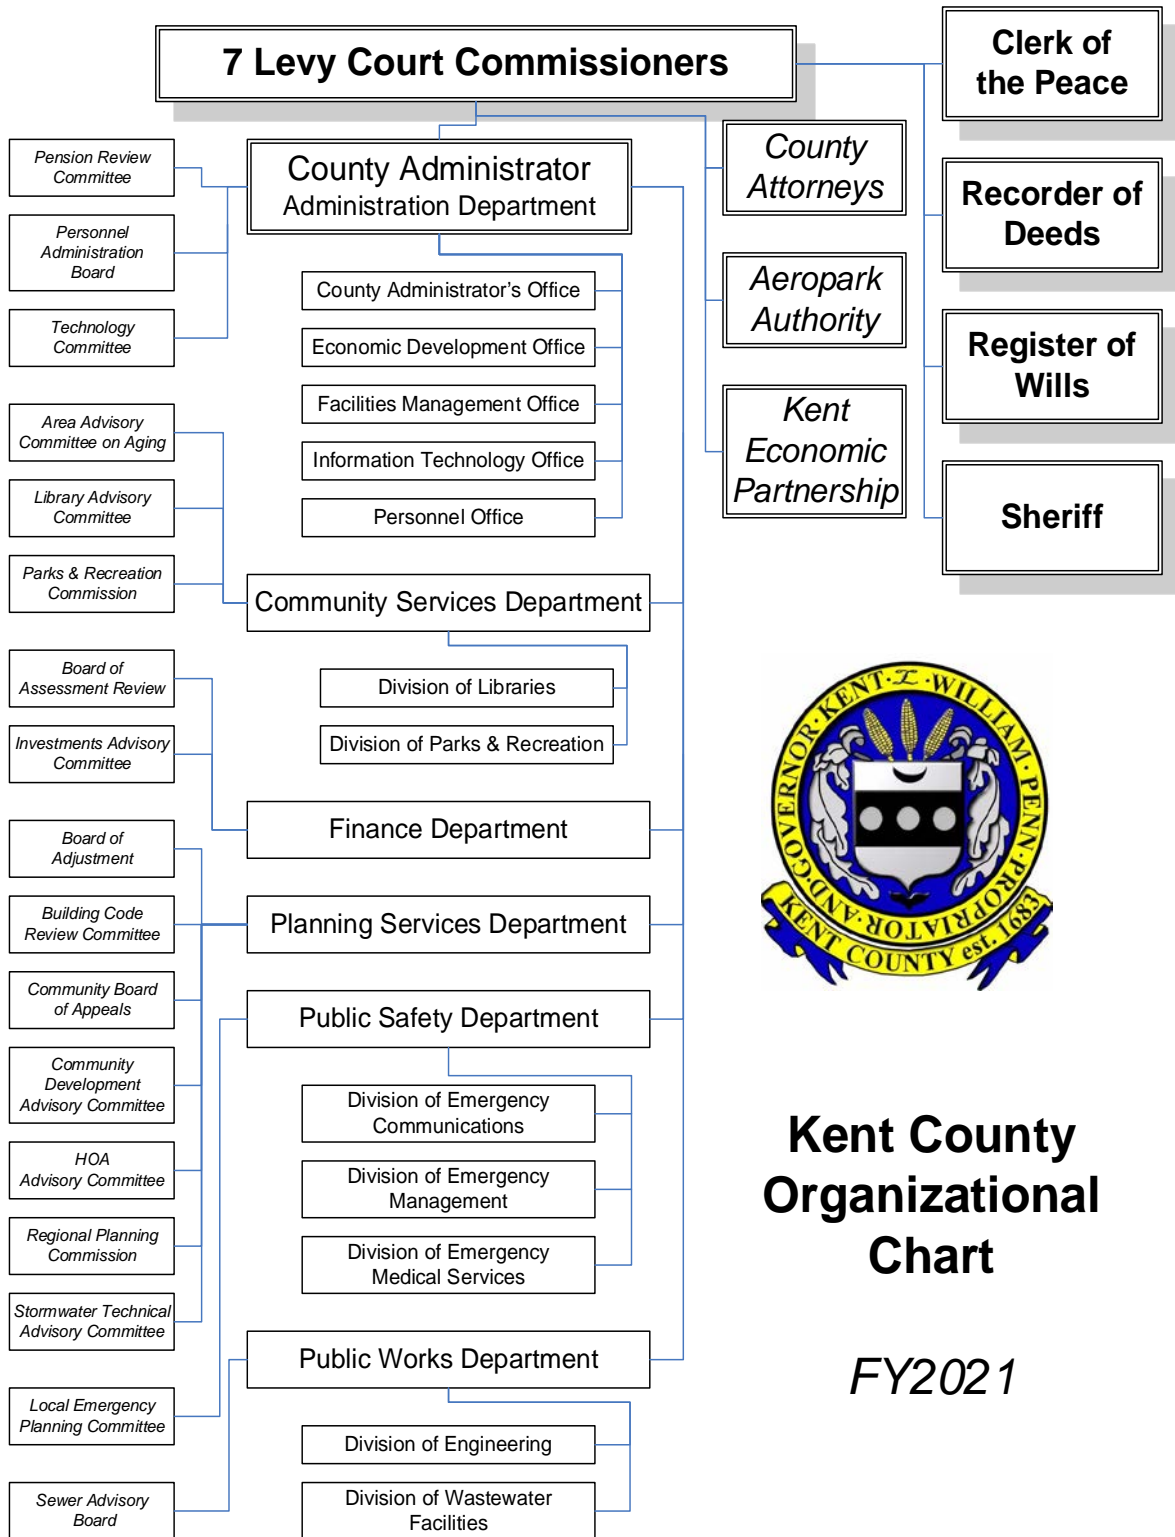 7 Levy Court Commissioners
Clerk of
the Peace
Recorder of
Deeds
Register of
Wills
Sheriff
County
Attorneys
Aeropark
Authority
Kent
Economic
Partnership
County Administrator
Administration Department
County Administrator's Office
Economic Development Office
Facilities Management Office
Information Technology Office
Personnel Office
Pension Review
Committee
Personnel
Administration
Board
Technology
Committee
Area Advisory
Committee on Aging
Library Advisory
Committee
Parks & Recreation
Commission
Community Services Department
Division of Libraries
Division of Parks & Recreation
Board of
Assessment Review
Investments Advisory
Committee
Finance Department
Board of
Adjustment
Building Code
Review Committee
Community Board
of Appeals
Community
Development
Advisory Committee
HOA
Advisory Committee
Regional Planning
Commission
Stormwater Technical
Advisory Committee
Planning Services Department
Public Safety Department
Division of Emergency
Communications
Division of Emergency
Management
Division of Emergency
Medical Services
Local Emergency
Planning Committee
Public Works Department
Division of Engineering
Division of Wastewater
Facilities
Sewer Advisory
Board
WILLIAM·PENN·PROPRIATOR·AND·GOVERNOR·KENT
KENT COUNTY est. 1683
Kent County
Organizational
Chart
FY2021